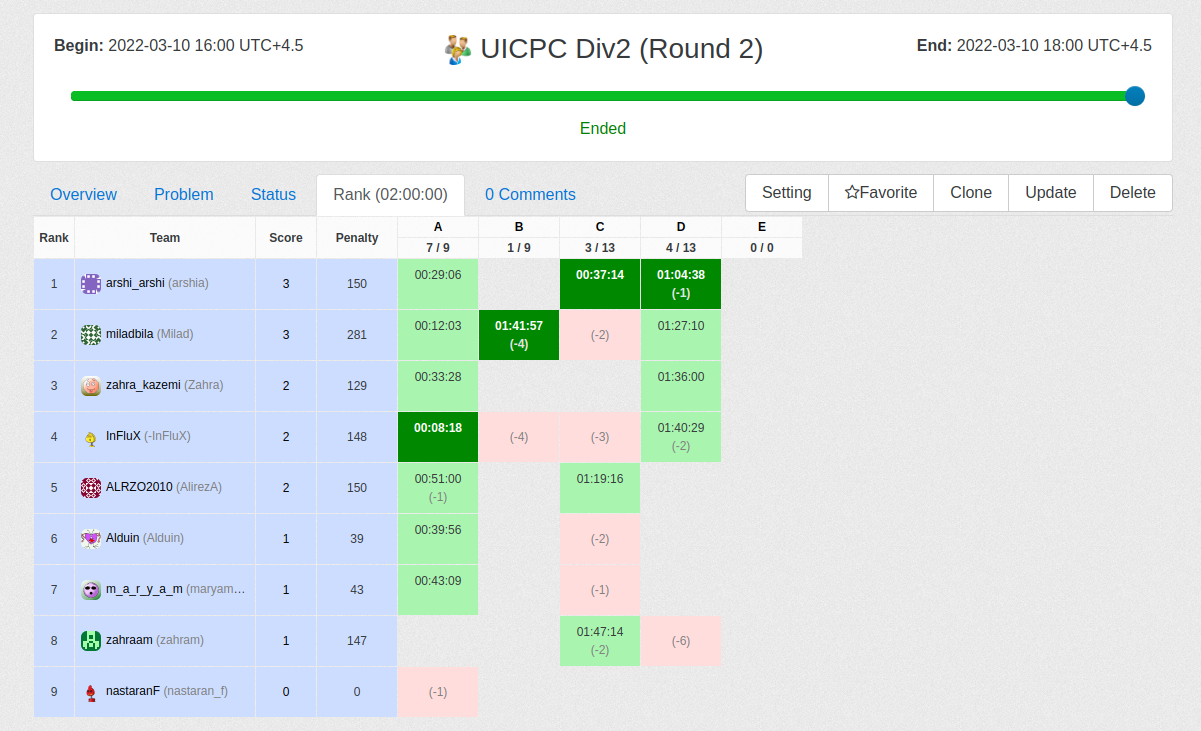 Begin: 2022-03-10 16:00 UTC+4.5
UICPC Div2 (Round 2)
End: 2022-03-10 18:00 UTC+4.5
Ended
Overview Problem Status Rank (02:00:00) 0 Comments Setting ☆Favorite Clone Update Delete
Rank Team Score Penalty A B C D E
7 / 9 1 / 9 3 / 13 4 / 13 0 / 0
1 arshi_arshi (arshia) 3 150 00:29:06 00:37:14 01:04:38
(-1)
2 miladbila (Milad) 3 281 00:12:03 01:41:57 (-2) 01:27:10
(-4)
3 zahra_kazemi (Zahra) 2 129 00:33:28 01:36:00
4 InFluX (-InFluX) 2 148 00:08:18 (-4) (-3) 01:40:29
(-2)
5 ALRZO2010 (AlirezA) 2 150 00:51:00 01:19:16
(-1)
6 Alduin (Alduin) 1 39 00:39:56 (-2)
7 m_a_r_y_a_m (maryam… 1 43 00:43:09 (-1)
8 zahraam (zahram) 1 147 01:47:14 (-6)
(-2)
9 nastaranF (nastaran_f) 0 0 (-1)